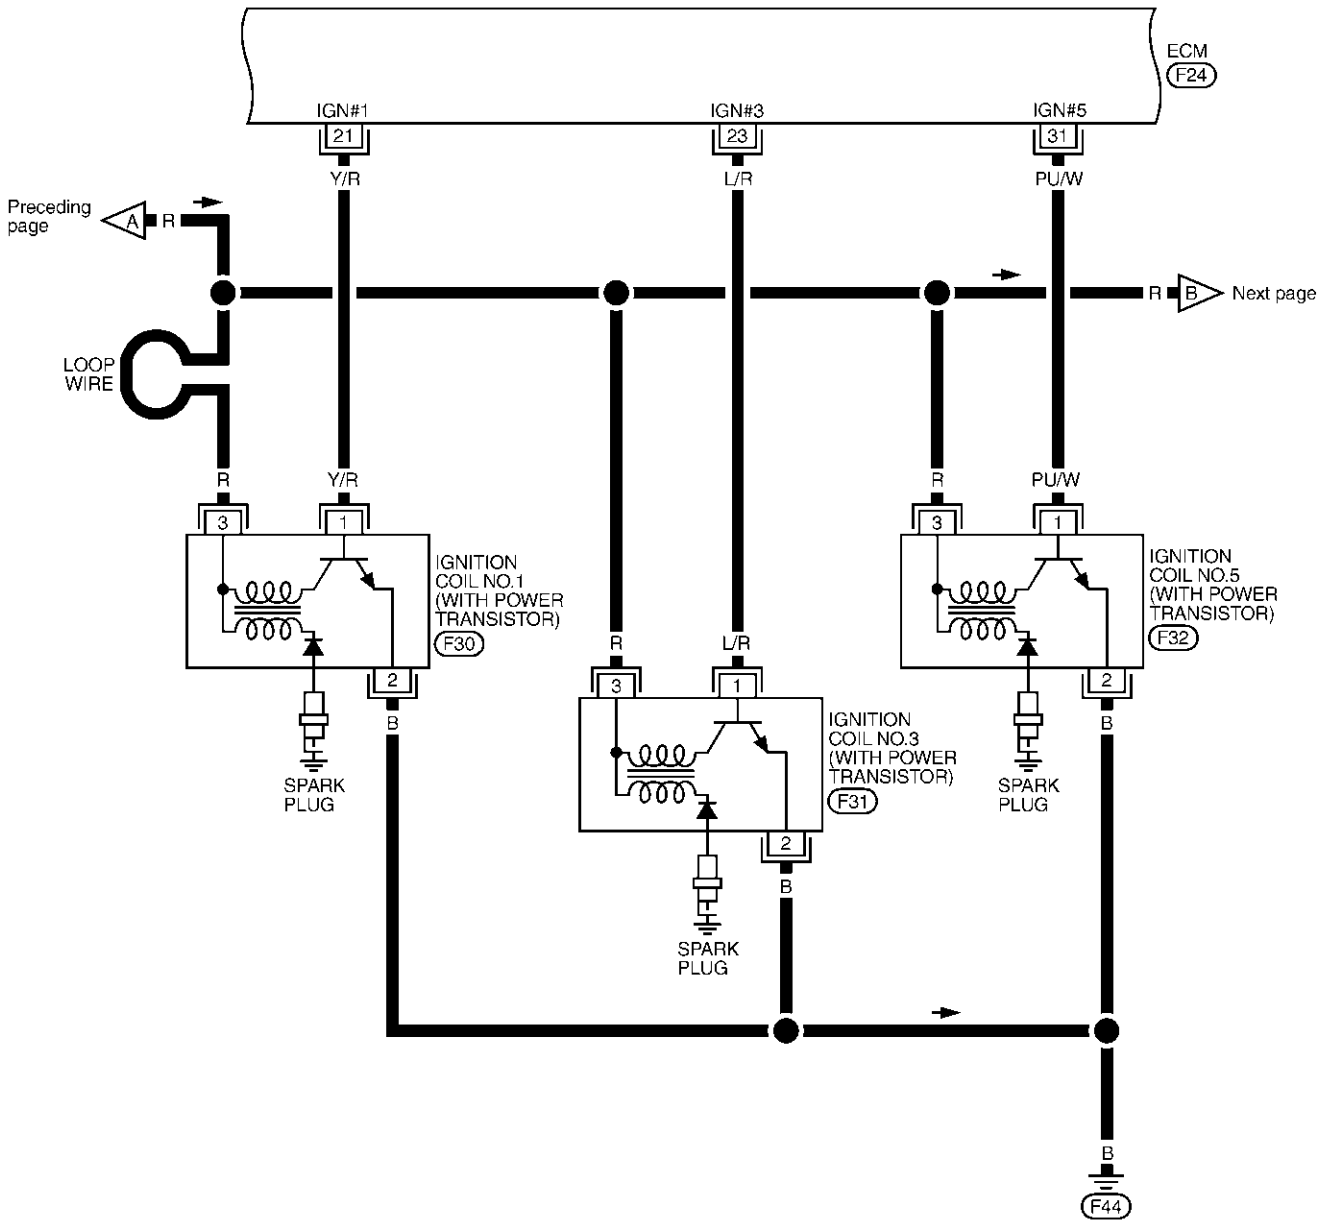 ECM
F24
IGN#1
IGN#3
IGN#5
21
23
31
Y/R
L/R
PU/W
Preceding
page
A
R
R
B
Next page
LOOP
WIRE
R
Y/R
R
PU/W
3
1
3
1
IGNITION
COIL NO.1
(WITH POWER
TRANSISTOR)
F30
IGNITION
COIL NO.5
(WITH POWER
TRANSISTOR)
F32
R
L/R
2
3
1
2
B
B
IGNITION
COIL NO.3
(WITH POWER
TRANSISTOR)
F31
SPARK
PLUG
SPARK
PLUG
2
B
SPARK
PLUG
B
F44